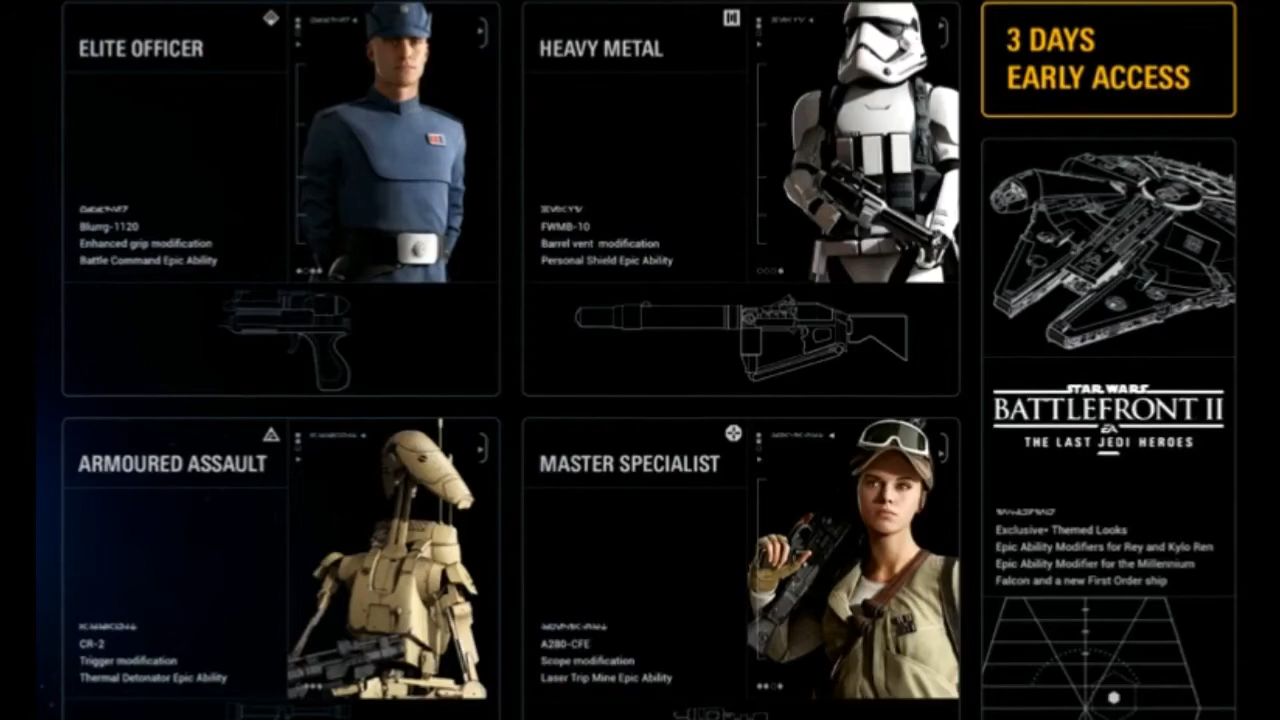 ELITE OFFICER
Blurrg-1120
Enhanced grip modification
Battle Command Epic Ability
HEAVY METAL
FWMB-10
Barrel vent modification
Personal Shield Epic Ability
3 DAYS
EARLY ACCESS
ARMOURED ASSAULT
CR-2
Trigger modification
Thermal Detonator Epic Ability
MASTER SPECIALIST
A280-CFE
Scope modification
Laser Trip Mine Epic Ability
STAR WARS
BATTLEFRONT II
EA
THE LAST JEDI HEROES
Exclusive* Themed Looks
Epic Ability Modifiers for Rey and Kylo Ren
Epic Ability Modifier for the Millennium
Falcon and a new First Order ship